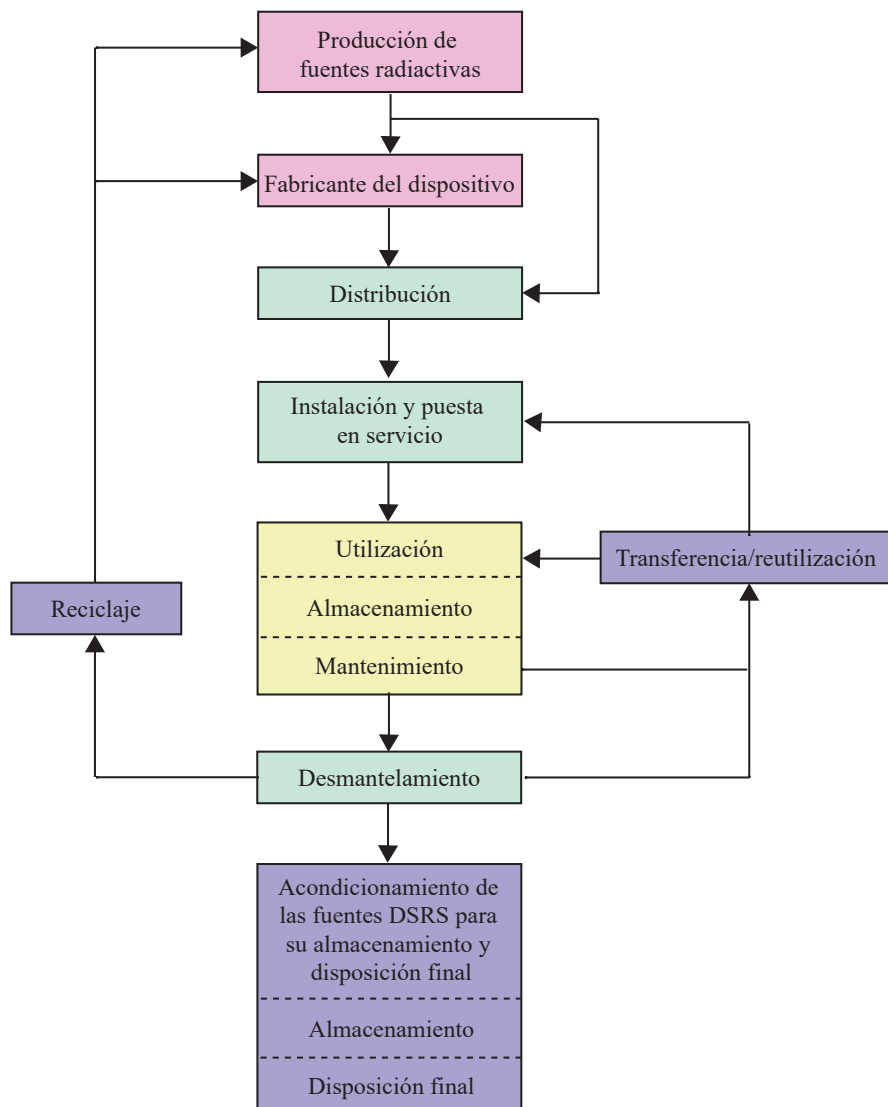 Producción de
fuentes radiactivas
Fabricante del dispositivo
Distribución
Instalación y puesta
en servicio
Utilización
Transferencia/reutilización
Almacenamiento
Reciclaje
Mantenimiento
Desmantelamiento
Acondicionamiento de
las fuentes DSRS para
su almacenamiento y
disposición final
Almacenamiento
Disposición final